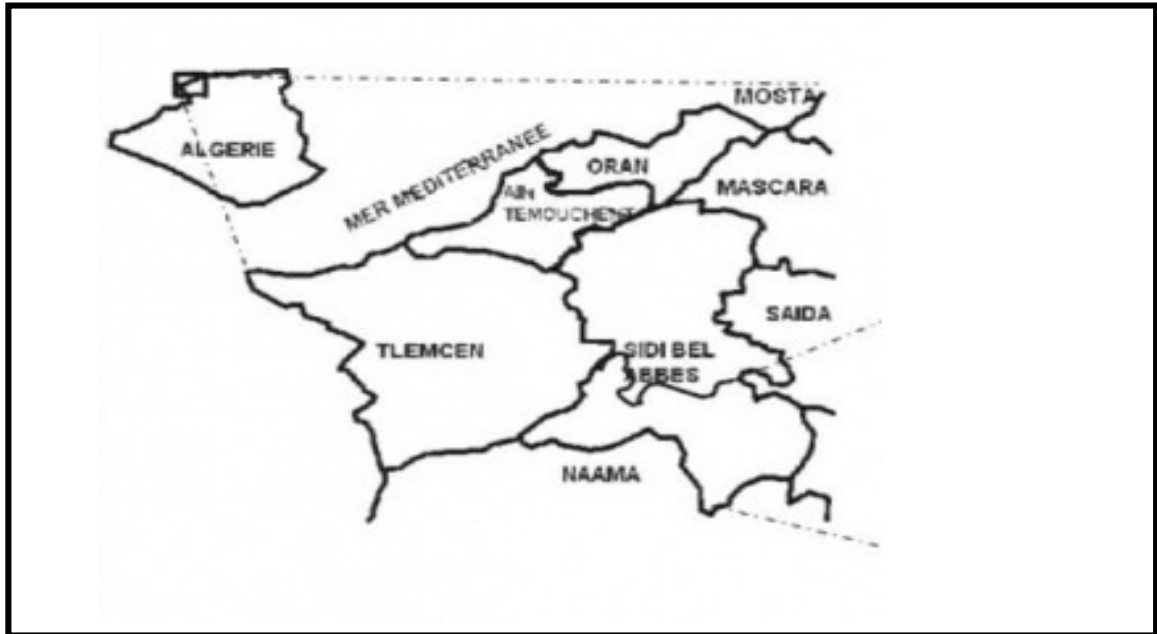 MOSTA
ALGERIE
MER MEDITERRANEE
ORAN
MASCARA
AIN
TEMOUCHENT
SAIDA
TLEMCEN
SIDI BEL
ABBES
NAAMA